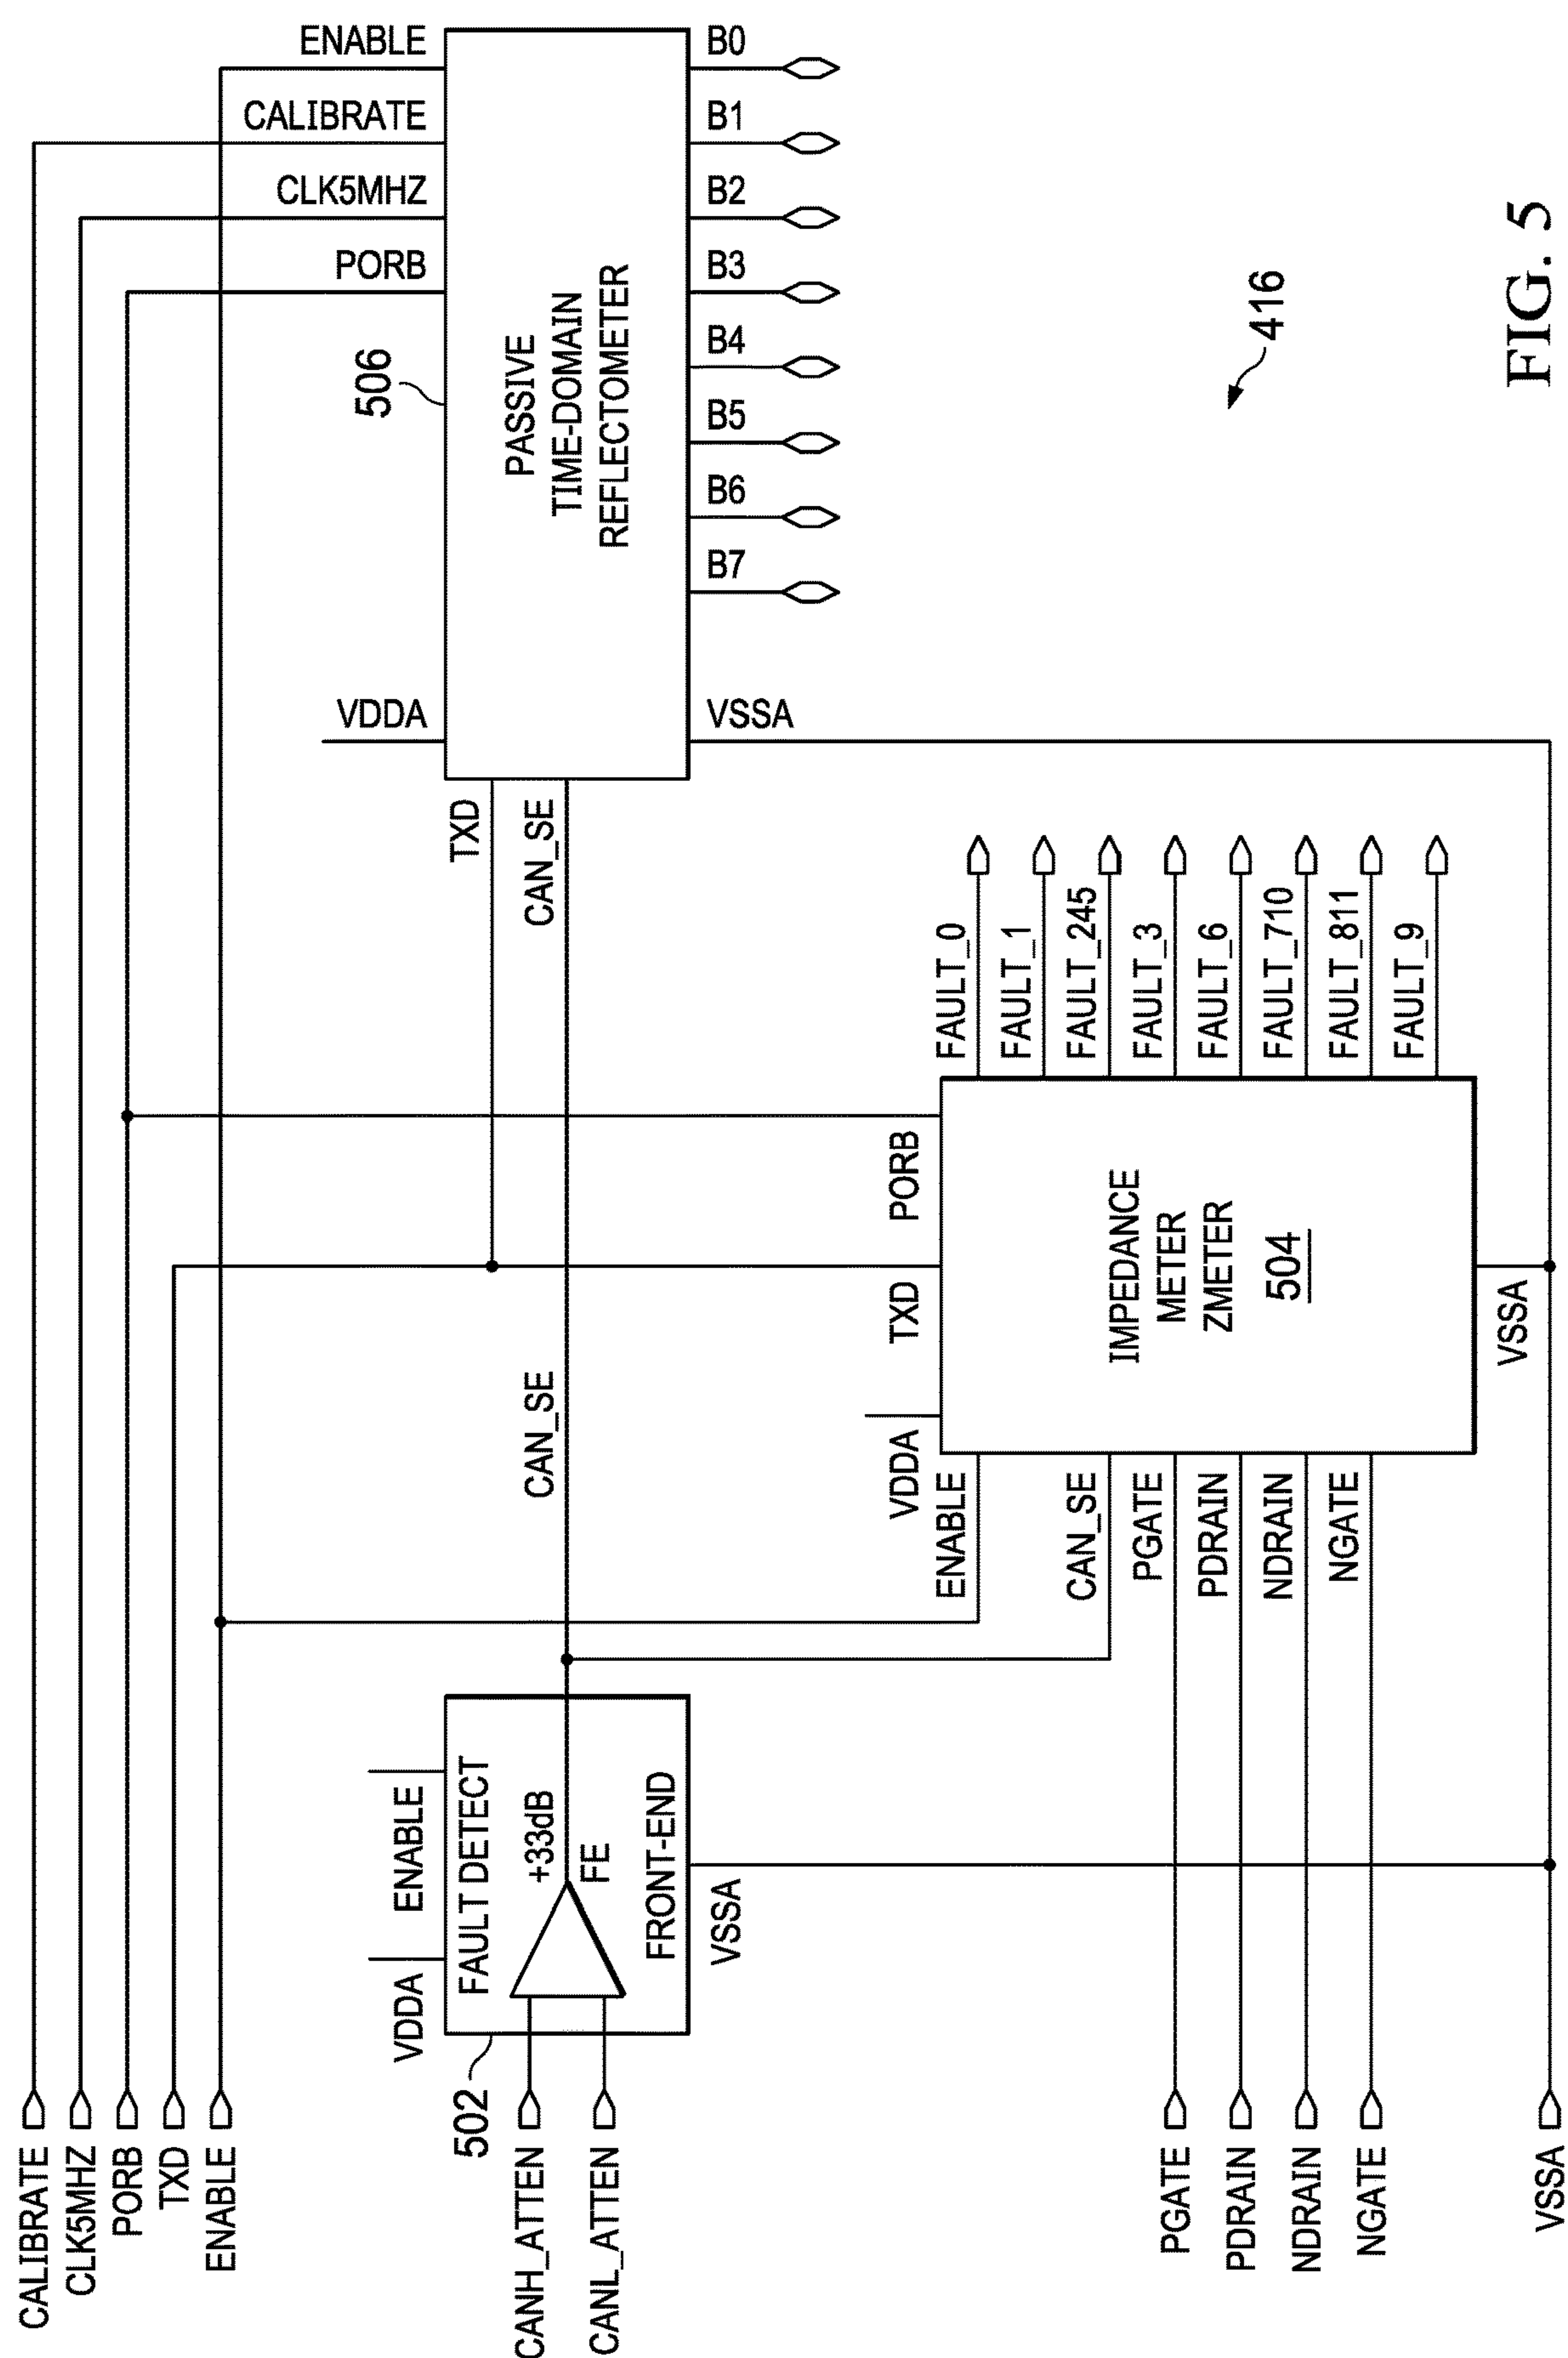 CALIBRATE
CLK5MHZ
PORB
TXD
ENABLE
CANH_ATTEN
CANL_ATTEN
PGATE
PDRAIN
NDRAIN
NGATE
VSSA
502
VDDA
ENABLE
FAULT DETECT
+33dB
FE
FRONT-END
VSSA
CAN_SE
VDDA
TXD
PORB
ENABLE
CAN_SE
PGATE
PDRAIN
NDRAIN
NGATE
IMPEDANCE
METER
ZMETER
504
VSSA
FAULT_0
FAULT_1
FAULT_245
FAULT_3
FAULT_6
FAULT_710
FAULT_811
FAULT_9
TXD
CAN_SE
VDDA
506
PORB
CLK5MHZ
CALIBRATE
ENABLE
PASSIVE
TIME-DOMAIN
REFLECTOMETER
VSSA
B7
B6
B5
B4
B3
B2
B1
B0
416
FIG. 5